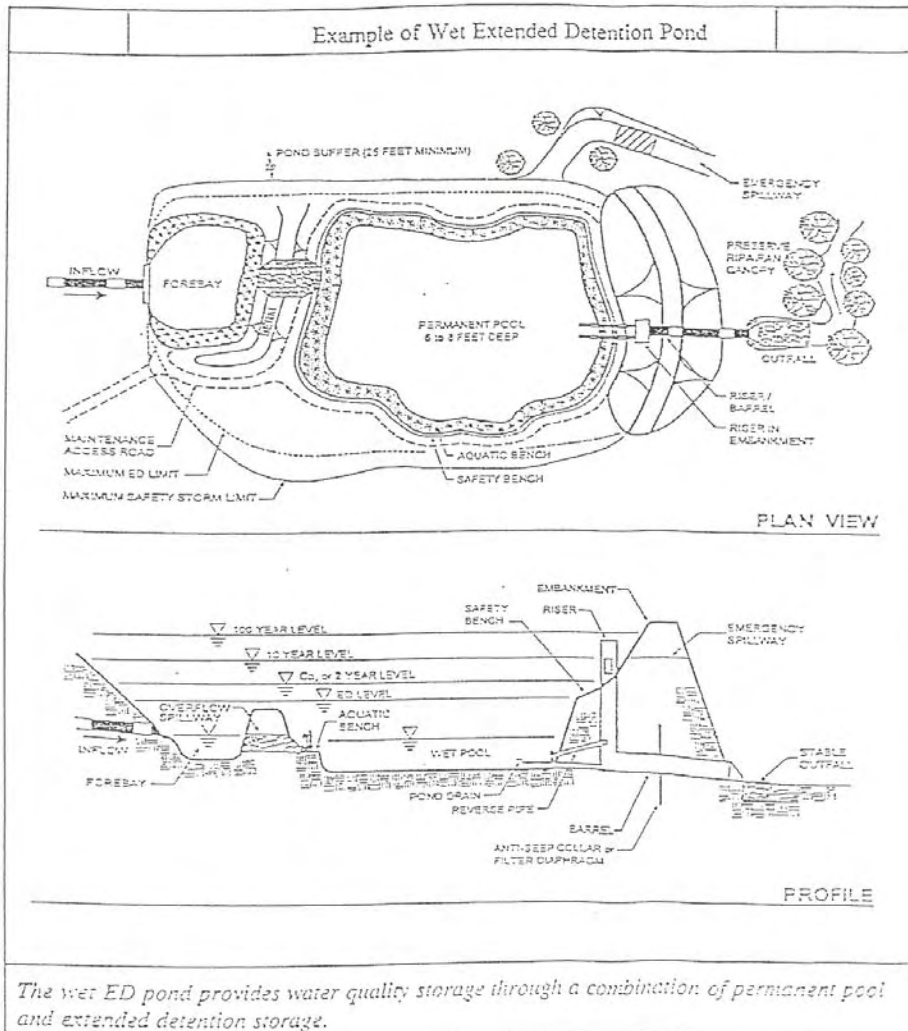 Example of Wet Extended Detention Pond
POND BUFFER (25 FEET MINIMUM)
EMERGENCY
SPILLWAY
PRESERVE
RIPARIAN
CANOPY
INFLOW
FOREBAY
PERMANENT POOL
6 to 8 FEET DEEP
OUTFALL
RISER /
BARREL
RISER IN
EMBANKMENT
MAINTENANCE
ACCESS ROAD
AQUATIC BENCH
MAXIMUM ED LIMIT
SAFETY BENCH
MAXIMUM SAFETY STORM LIMIT
PLAN VIEW
EMBANKMENT
SAFETY
BENCH
RISER
EMERGENCY
SPILLWAY
100 YEAR LEVEL
10 YEAR LEVEL
or 2 YEAR LEVEL
ED LEVEL
OVERFLOW
SPILLWAY
AQUATIC
BENCH
INFLOW
WET POOL
FOREBAY
STABLE
OUTFALL
POND DRAIN
REVERSE PIPE
BARREL
ANTI-SEEP COLLAR or
FILTER DIAPHRAGM
PROFILE
The wet ED pond provides water quality storage through a combination of permanent pool
and extended detention storage.